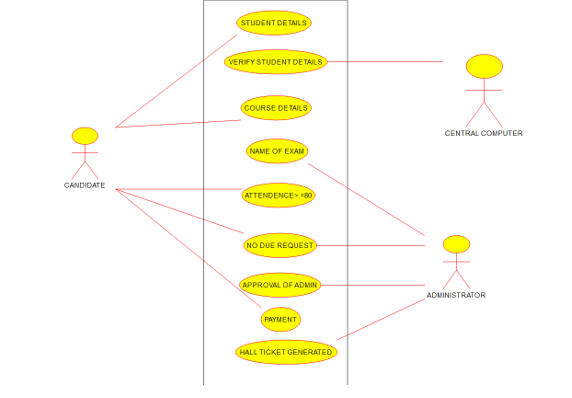 STUDENT DETAILS
VERIFY STUDENT DETAILS
COURSE DETAILS
CENTRAL COMPUTER
NAME OF EXAM
CANDIDATE
ATTENDENCE>.=80
NO DUE REQUEST
APPROVAL OF ADMIN
ADMINISTRATOR
PAYMENT
HALL TICKET GENERATED